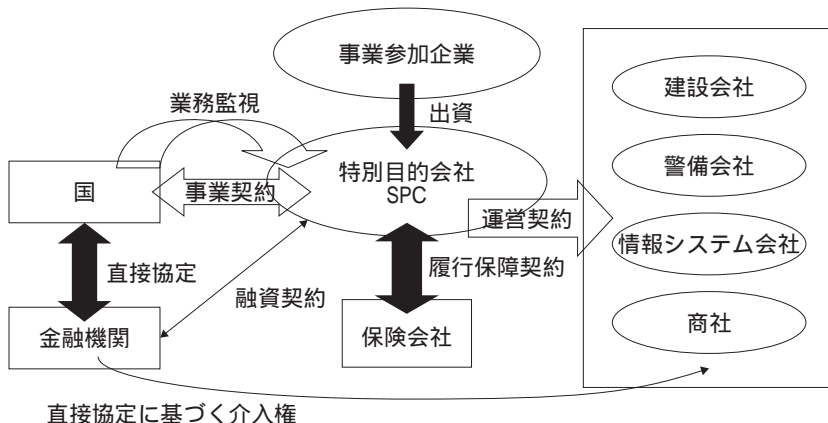 事業参加企業
出資
業務監視
国
事業契約
特別目的会社
SPC
運営契約
建設会社
警備会社
情報システム会社
商社
直接協定
融資契約
履行保障契約
金融機関
保険会社
直接協定に基づく介入権